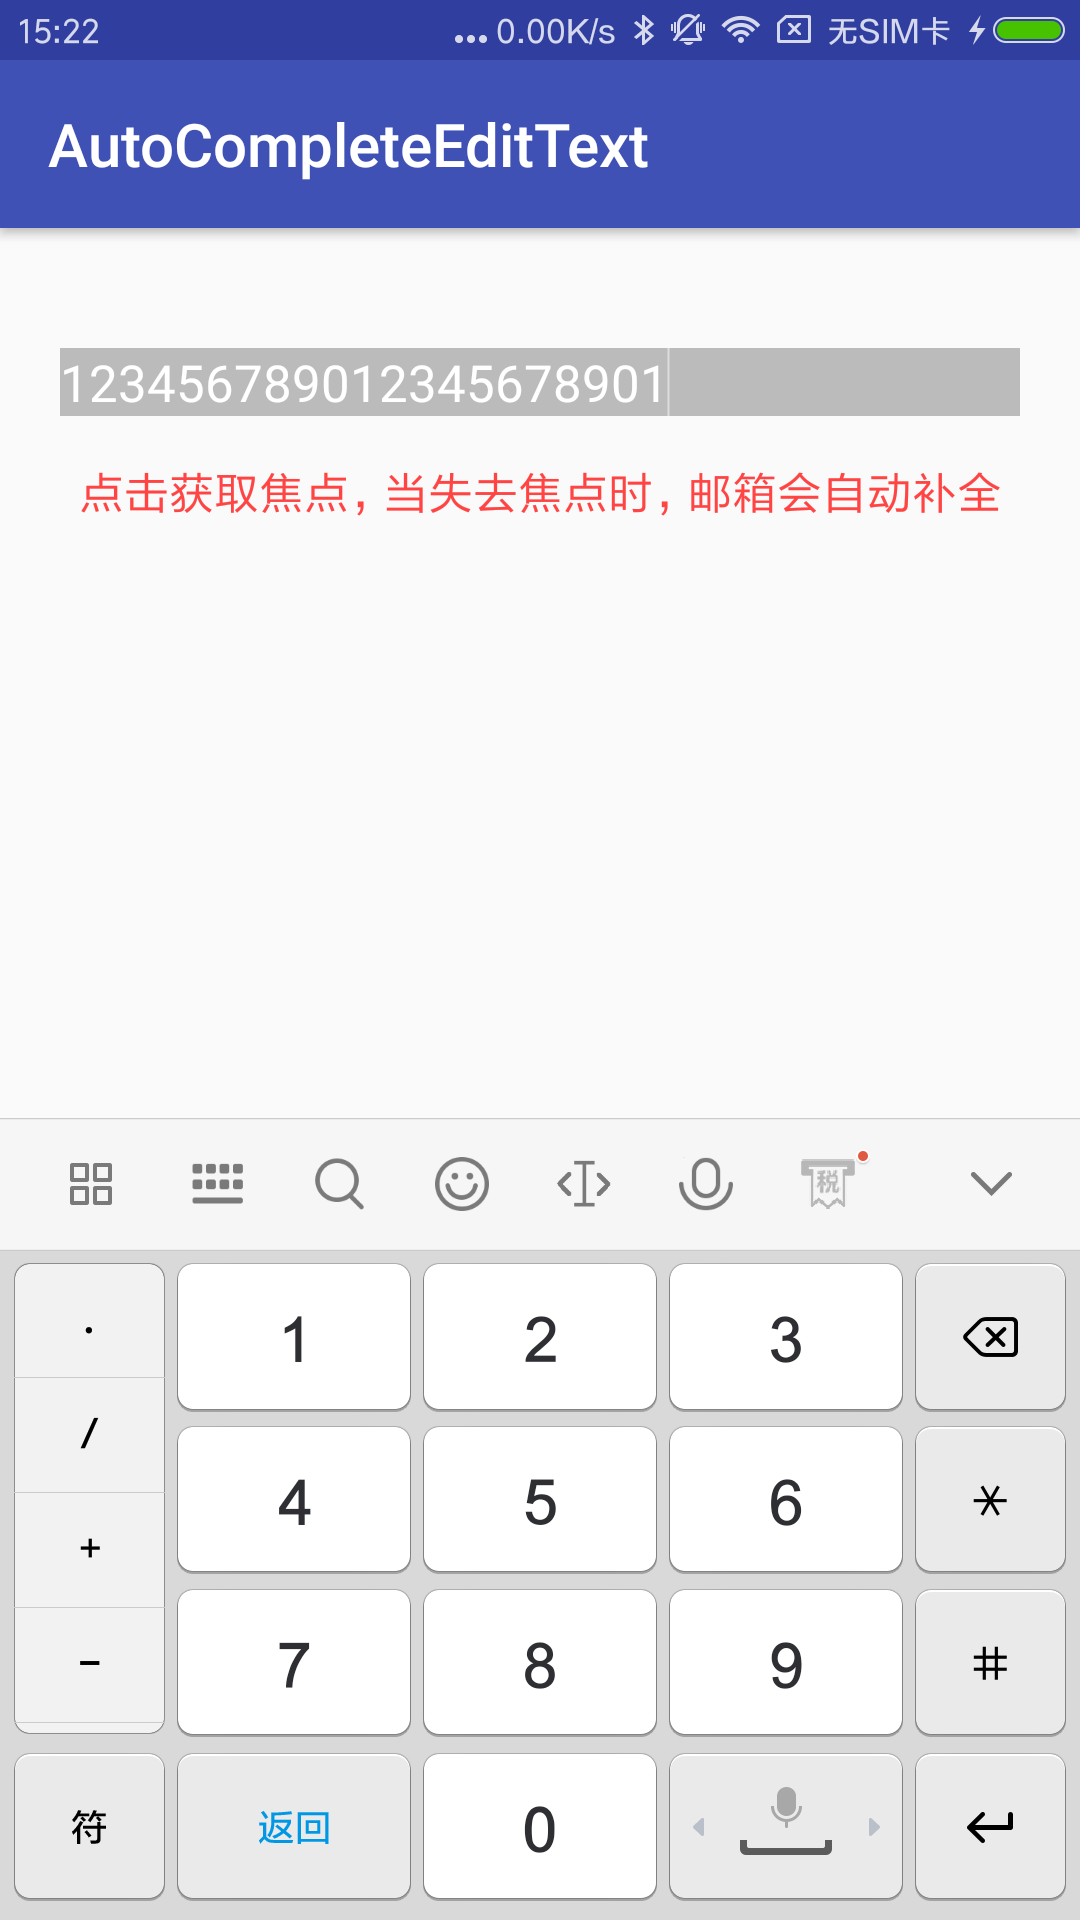 15:22 ... 0.00K/s 无SIM卡
AutoCompleteEditText
123456789012345678901
点击获取焦点，当失去焦点时，邮箱会自动补全
税
. 1 2 3
/ 4 5 6 *
+
- 7 8 9 #
符 返回 0